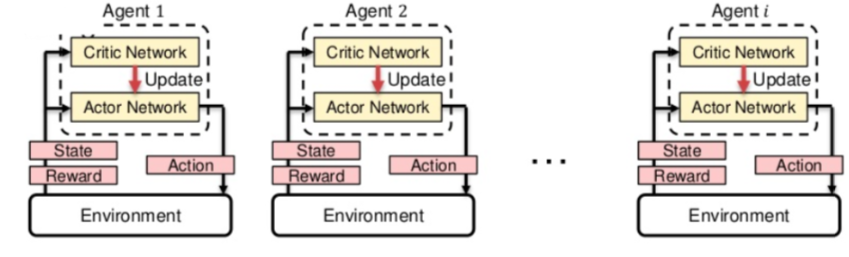 Agent 1
Critic Network
Update
Actor Network
State
Reward
Action
Environment
Agent 2
Critic Network
Update
Actor Network
State
Reward
Action
Environment
...
Agent i
Critic Network
Update
Actor Network
State
Reward
Action
Environment